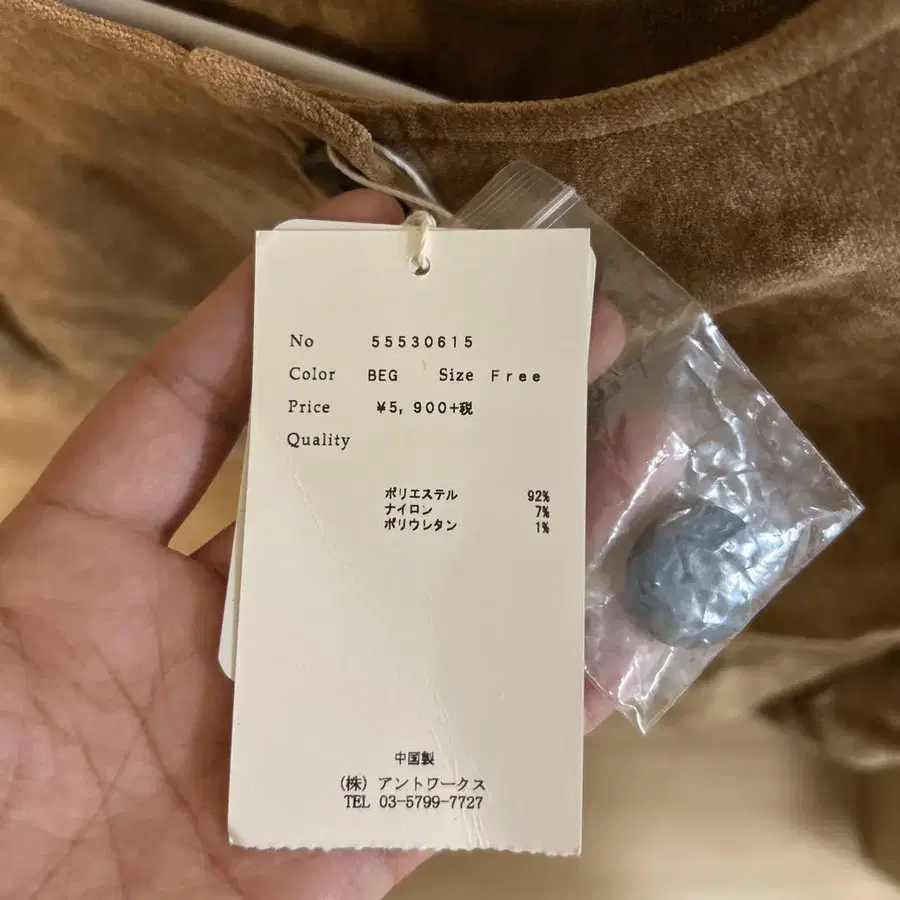 No 55530615
Color BEG Size Free
Price ¥5,900+税
Quality
ポリエステル 92%
ナイロン 7%
ポリウレタン 1%
中国製
(株) アントワークス
TEL 03-5799-7727